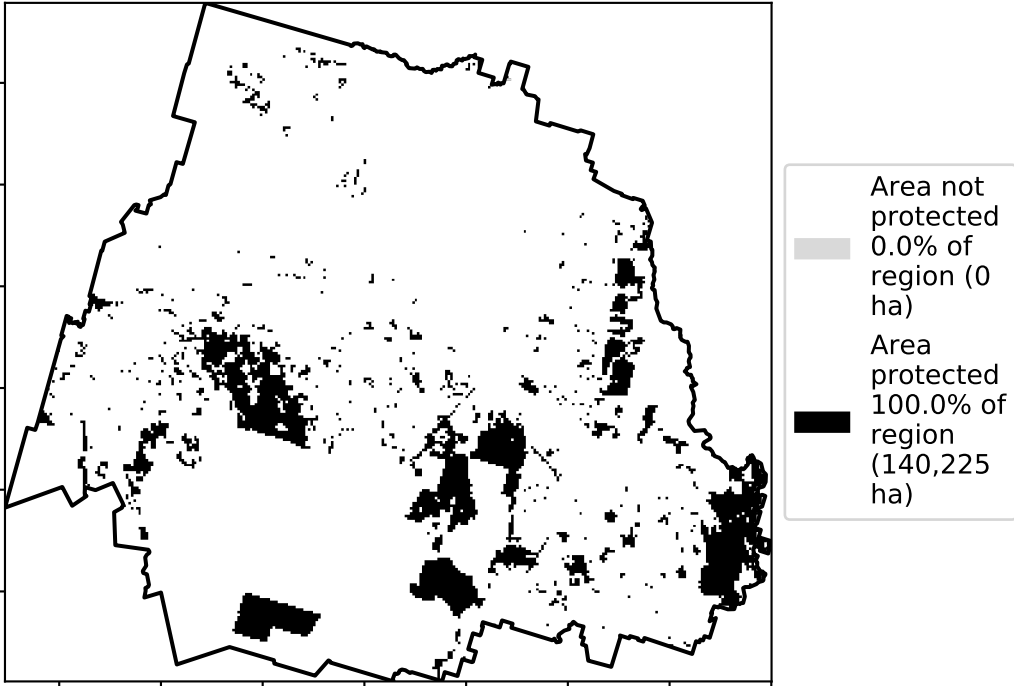 Area not
protected
0.0% of
region (0
ha)
Area
protected
100.0% of
region
(140,225
ha)